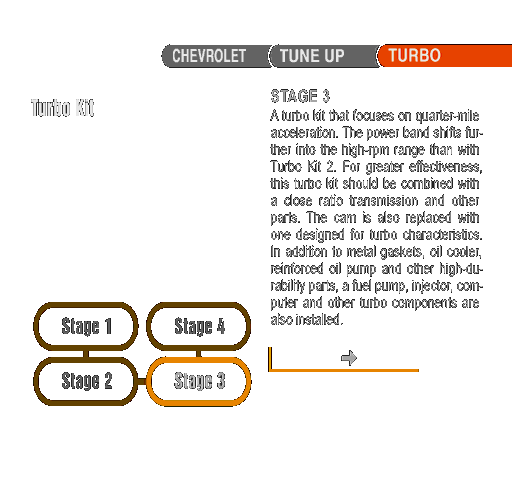 CHEVROLET TUNE UP TURBO
Turbo Kit
STAGE 3
A turbo kit that focuses on quarter-mile
acceleration. The power band shifts fur-
ther into the high-rpm range than with
Turbo Kit 2. For greater effectiveness,
this turbo kit should be combined with
a close ratio transmission and other
parts. The cam is also replaced with
one designed for turbo characteristics.
In addition to metal gaskets, oil cooler,
reinforced oil pump and other high-du-
rability parts, a fuel pump, injector, com-
puter and other turbo components are
also installed.
Stage 1 Stage 4
Stage 2 Stage 3